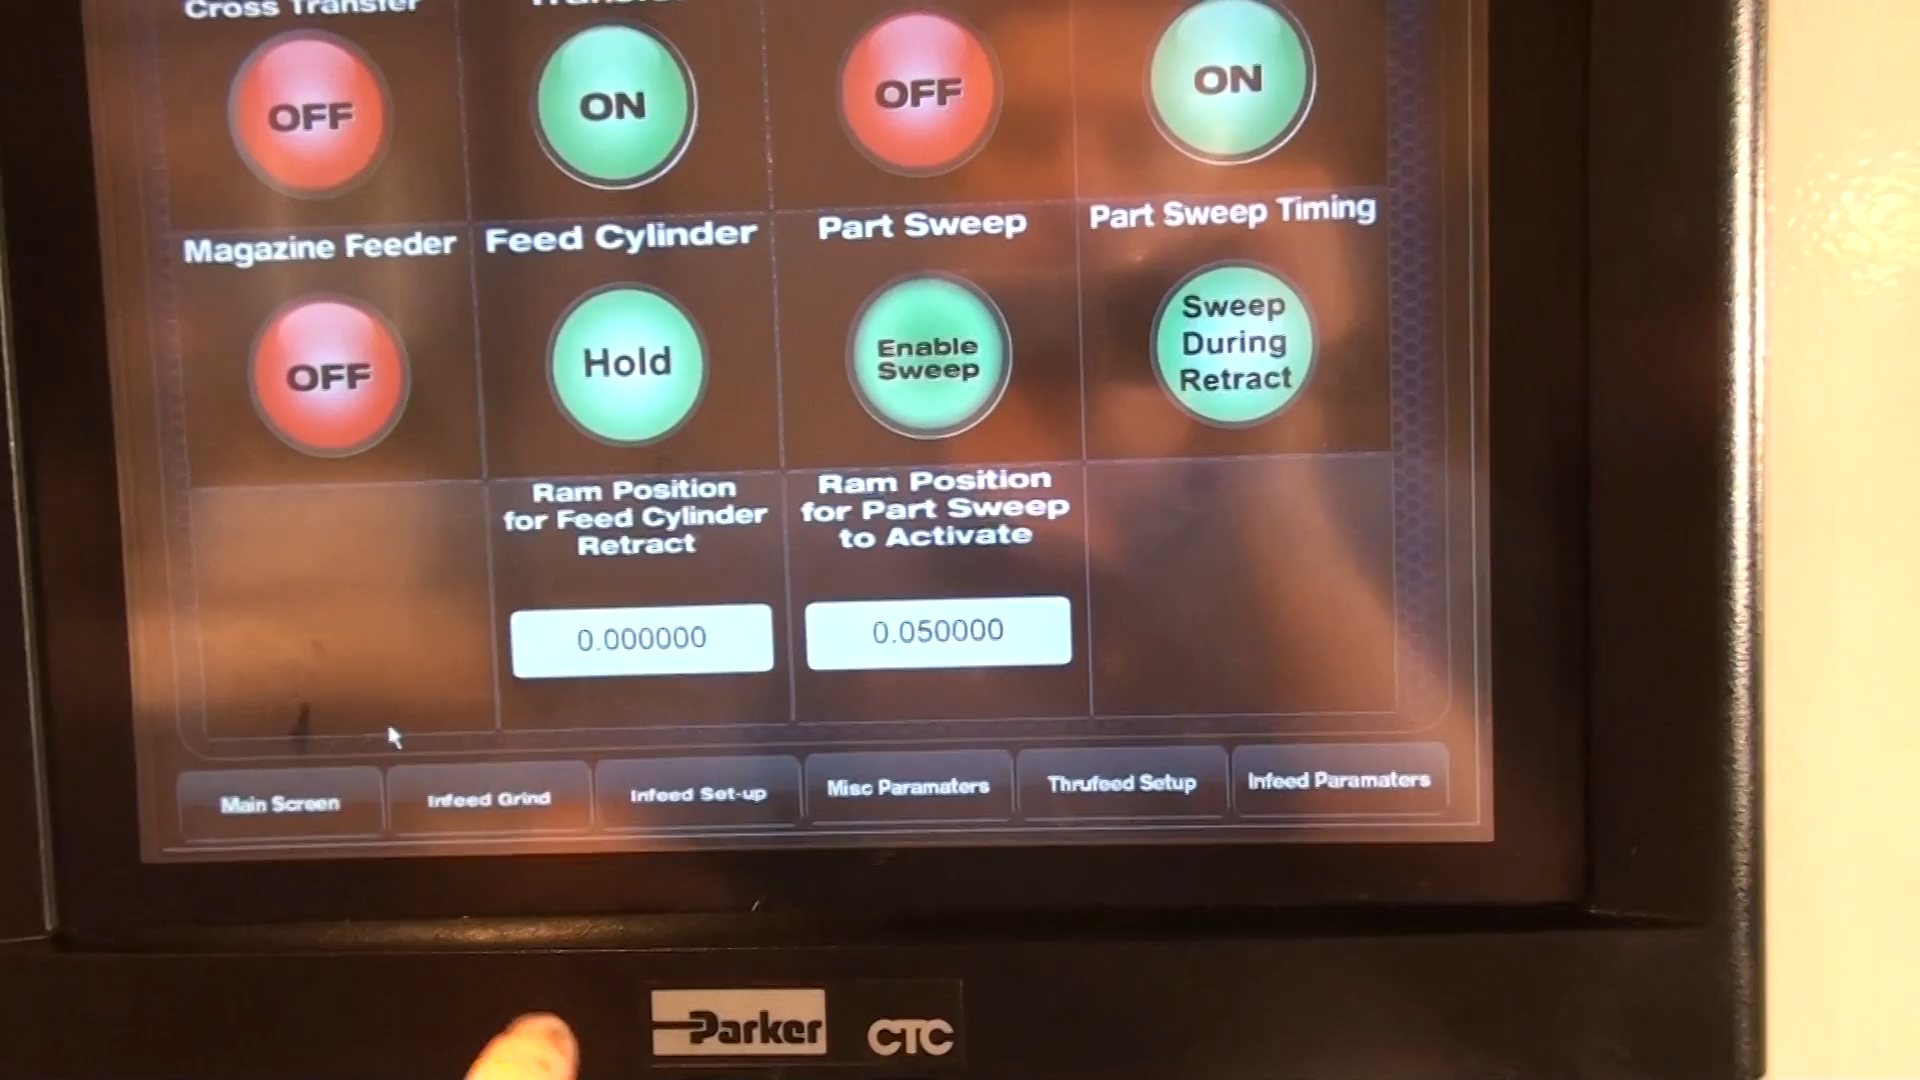 Cross Transfer
OFF
ON
OFF
ON
Magazine Feeder
Feed Cylinder
Part Sweep
Part Sweep Timing
OFF
Hold
Enable
Sweep
Sweep
During
Retract
Ram Position
for Feed Cylinder
Retract
Ram Position
for Part Sweep
to Activate
0.000000
0.050000
Main Screen
Infeed Grind
Infeed Set-up
Misc Paramaters
Thrufeed Setup
Infeed Paramaters
Parker
CTC